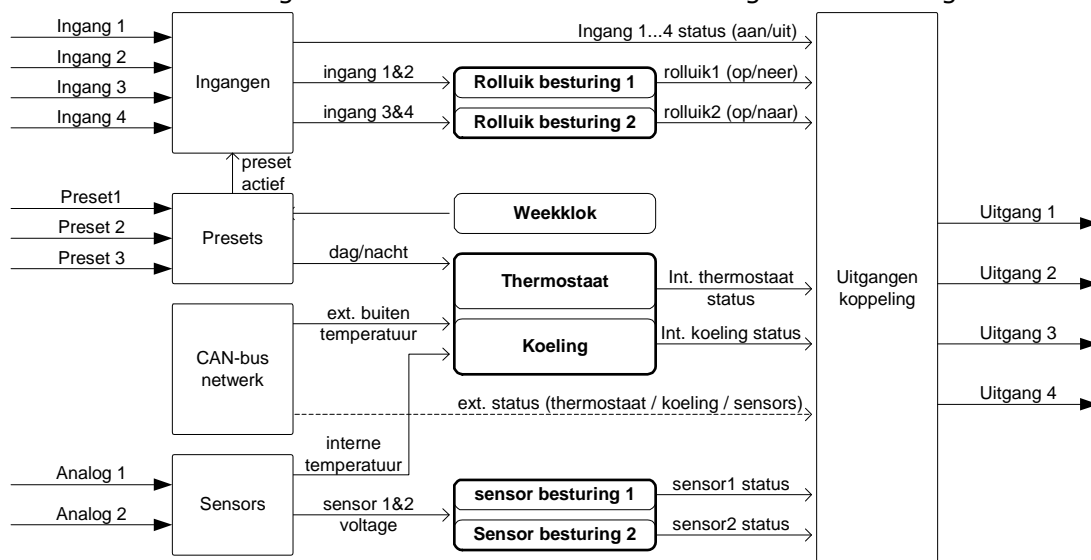 Ingang 1
Ingang 2
Ingang 3
Ingang 4
Ingangen
Ingang 1...4 status (aan/uit)
ingang 1&2
ingang 3&4
Rolluik besturing 1
Rolluik besturing 2
rolluik1 (op/neer)
rolluik2 (op/naar)
preset
actief
Preset1
Preset 2
Preset 3
Presets
Weekklok
dag/nacht
Thermostaat
Koeling
Int. thermostaat
status
Int. koeling status
ext. buiten
temperatuur
CAN-bus
netwerk
ext. status (thermostaat / koeling / sensors)
interne
temperatuur
Analog 1
Analog 2
Sensors
sensor 1&2
voltage
sensor besturing 1
Sensor besturing 2
sensor1 status
sensor2 status
Uitgangen
koppeling
Uitgang 1
Uitgang 2
Uitgang 3
Uitgang 4